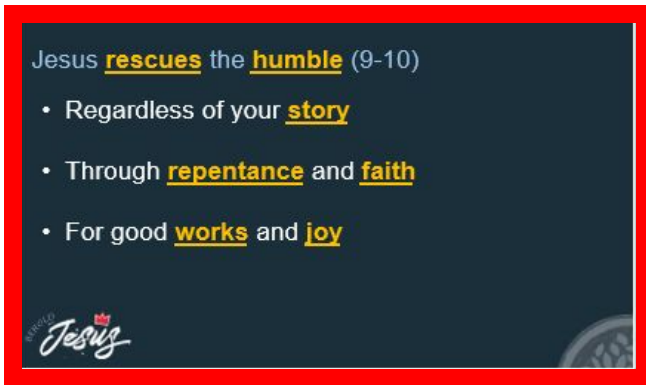 Jesus rescues the humble (9-10)
• Regardless of your story
• Through repentance and faith
• For good works and joy
BEHOLD
Jesus